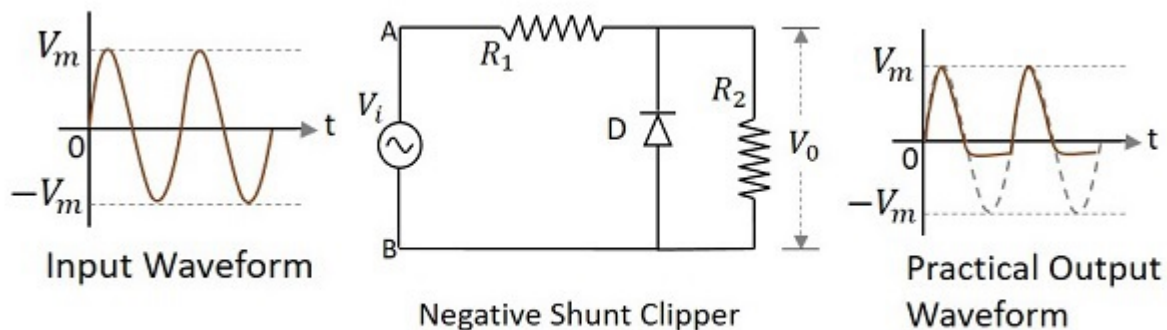 V_m
0
t
−V_m
Input Waveform
A
R_1
V_i
D
R_2
V_0
B
Negative Shunt Clipper
V_m
0
t
−V_m
Practical Output
Waveform